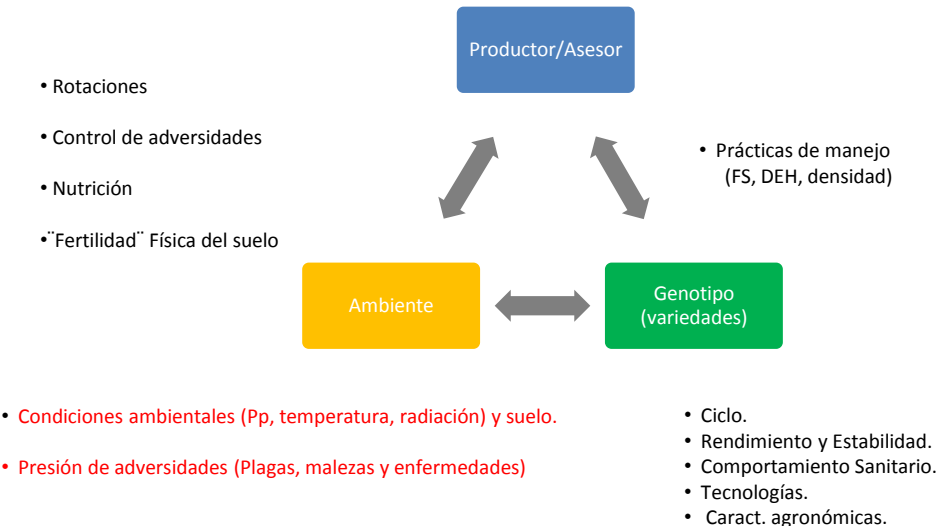 Productor/Asesor
• Rotaciones
• Control de adversidades
• Nutrición
•¨Fertilidad¨ Física del suelo
• Prácticas de manejo
(FS, DEH, densidad)
Ambiente
Genotipo
(variedades)
• Condiciones ambientales (Pp, temperatura, radiación) y suelo.
• Presión de adversidades (Plagas, malezas y enfermedades)
• Ciclo.
• Rendimiento y Estabilidad.
• Comportamiento Sanitario.
• Tecnologías.
• Caract. agronómicas.